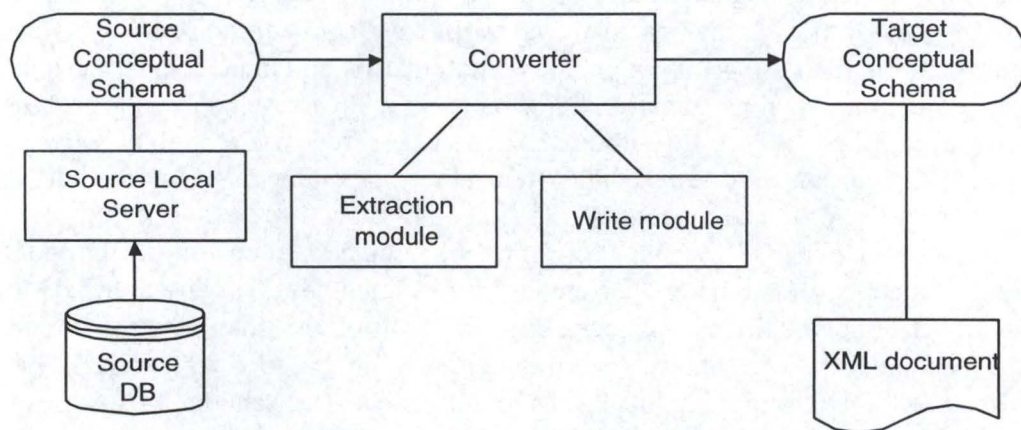 Source
Conceptual
Schema
Converter
Target
Conceptual
Schema
Source Local
Server
Extraction
module
Write module
Source
DB
XML document